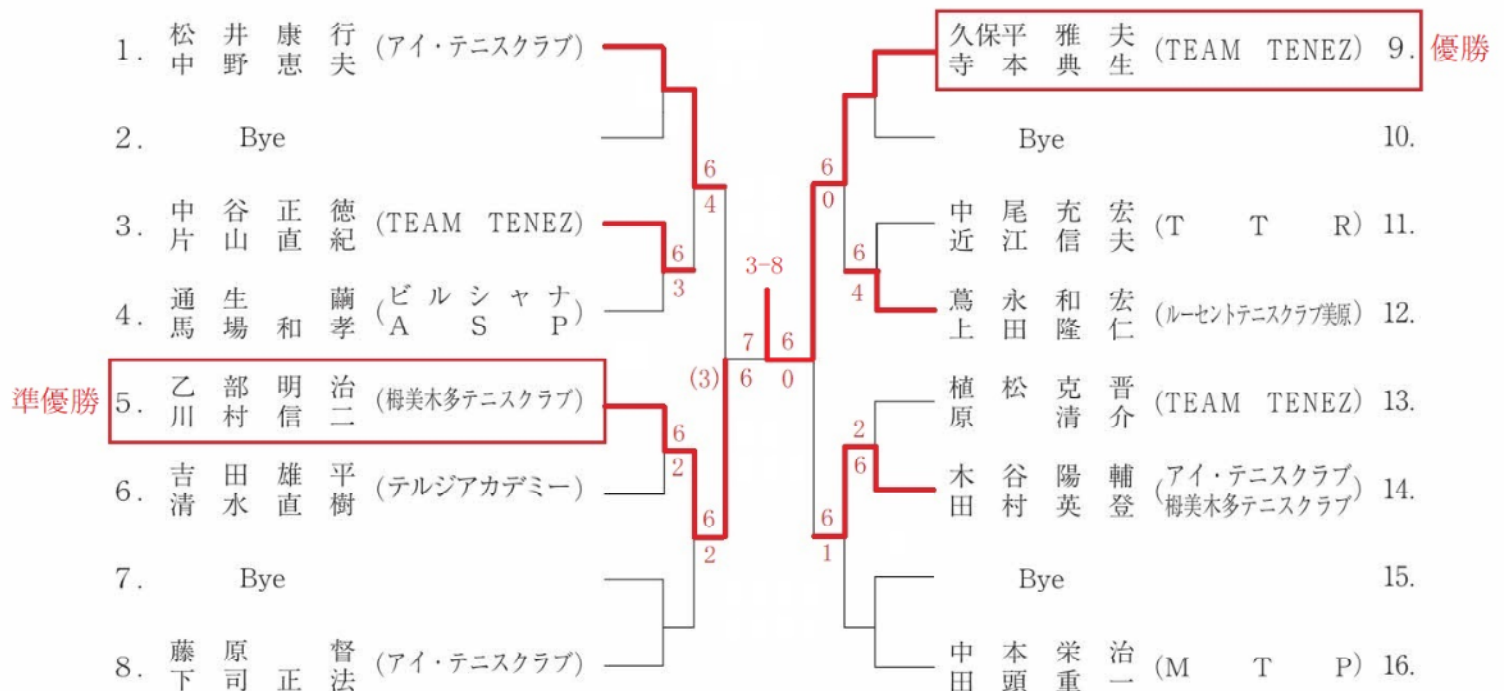 1. 松井康行 (アイ・テニスクラブ)
中野恵夫
2. Bye
3. 中谷正徳 (TEAM TENEZ)
片山直紀
4. 通生繭 (ビルシャナ
馬場和孝 ASP)
準優勝 5. 乙部明治 (栂美木多テニスクラブ)
川村信二
6. 吉田雄平 (テルジアカデミー)
清水直樹
7. Bye
8. 藤原督 (アイ・テニスクラブ)
下司正法
6
4
6
3
6
2
6
2
(3)
7
6
3-8
6
0
6
0
6
4
2
6
6
1
久保平雅夫 (TEAM TENEZ) 9. 優勝
寺本典生
Bye 10.
中尾充宏 (TTR) 11.
近江信夫
蔦永和宏 (ルーセントテニスクラブ美原) 12.
上田隆仁
植松克晋 (TEAM TENEZ) 13.
原清介
木谷陽輔 (アイ・テニスクラブ 14.
田村英登 栂美木多テニスクラブ)
Bye 15.
中本栄治 (MTP) 16.
田頭重一